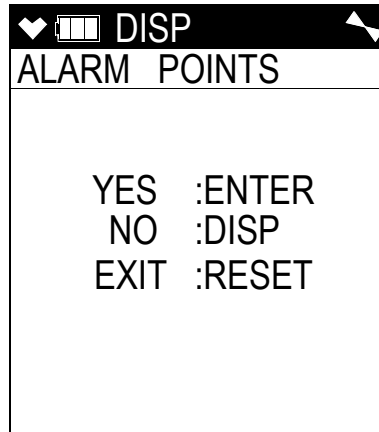 DISP
ALARM POINTS
YES :ENTER
NO :DISP
EXIT :RESET